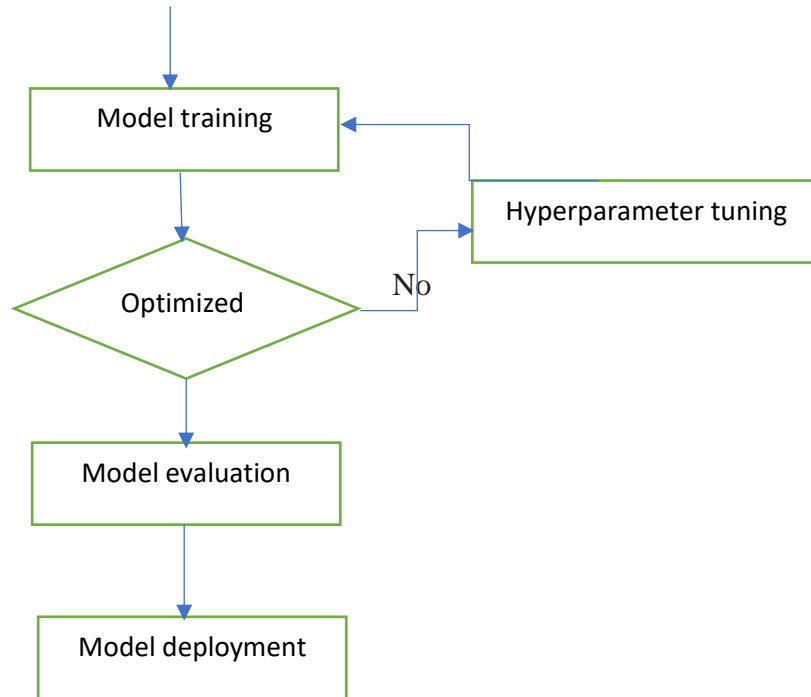 Model training
Hyperparameter tuning
Optimized
No
Model evaluation
Model deployment